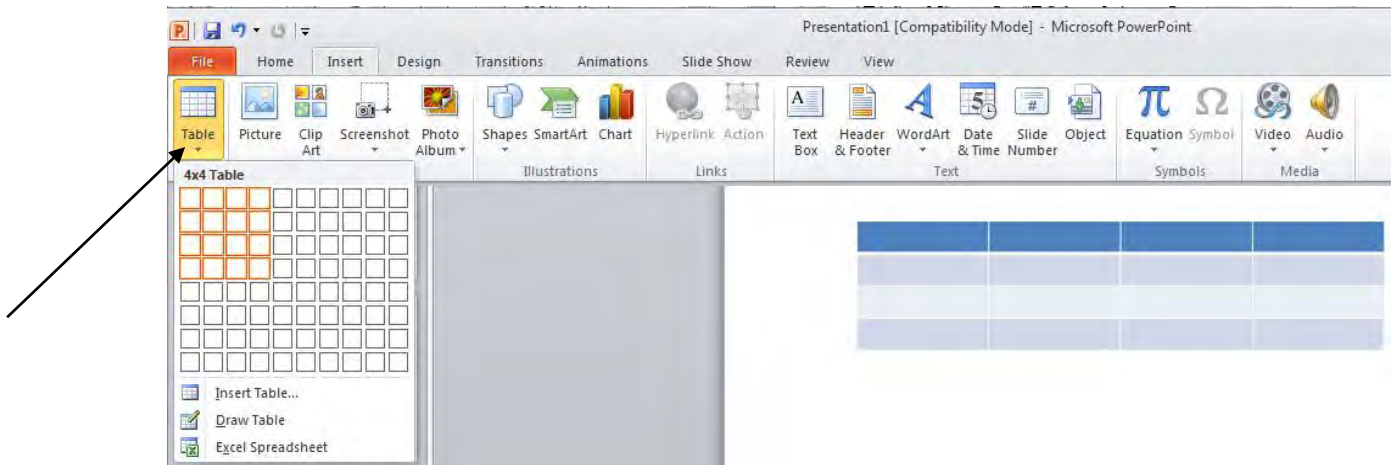 Presentation1 [Compatibility Mode] - Microsoft PowerPoint
File Home Insert Design Transitions Animations Slide Show Review View
Table Picture Clip Art Screenshot Photo Album Shapes SmartArt Chart Hyperlink Action Text Box Header & Footer WordArt Date & Time Slide Number Object Equation Symbol Video Audio
Illustrations Links Text Symbols Media
4x4 Table
Insert Table...
Draw Table
Excel Spreadsheet